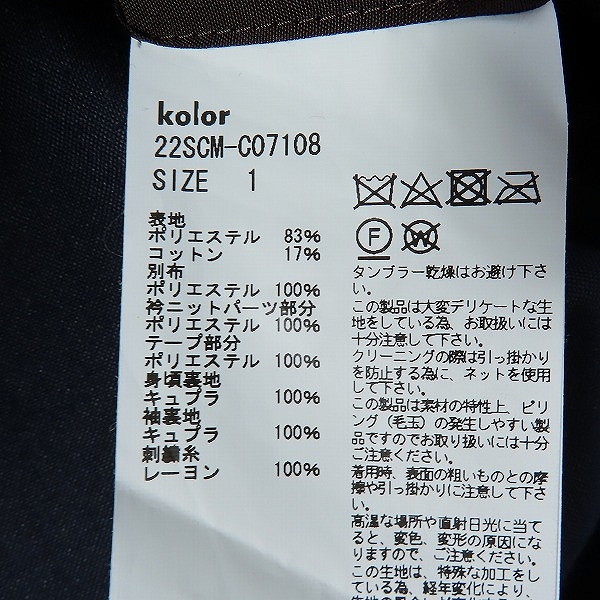 kolor
22SCM-C07108
SIZE 1
表地
ポリエステル 83%
コットン 17%
別布
ポリエステル 100%
衿ニットパーツ部分
ポリエステル 100%
テープ部分
ポリエステル 100%
身頃裏地
キュプラ 100%
袖裏地
キュプラ 100%
刺繍糸
レーヨン 100%
F
W
タンブラー乾燥はお避け下さ
い。
この製品は大変デリケートな生
地をしている為、お取扱いには
十分注意して下さい。
クリーニングの際は引っ掛かり
を防止する為に、ネットを使用
して下さい。
この製品は素材の特性上、ピリ
ング(毛玉)の発生しやすい製
品ですのでお取り扱いには十分
ご注意ください。
着用時、表面の粗いものとの摩
擦や引っ掛かりに注意して下さ
い。
高温な場所や直射日光に当て
ると、変色、変形の原因にな
りますので、ご注意ください。
この生地は、特殊な加工をし
ている為、経年変化により、